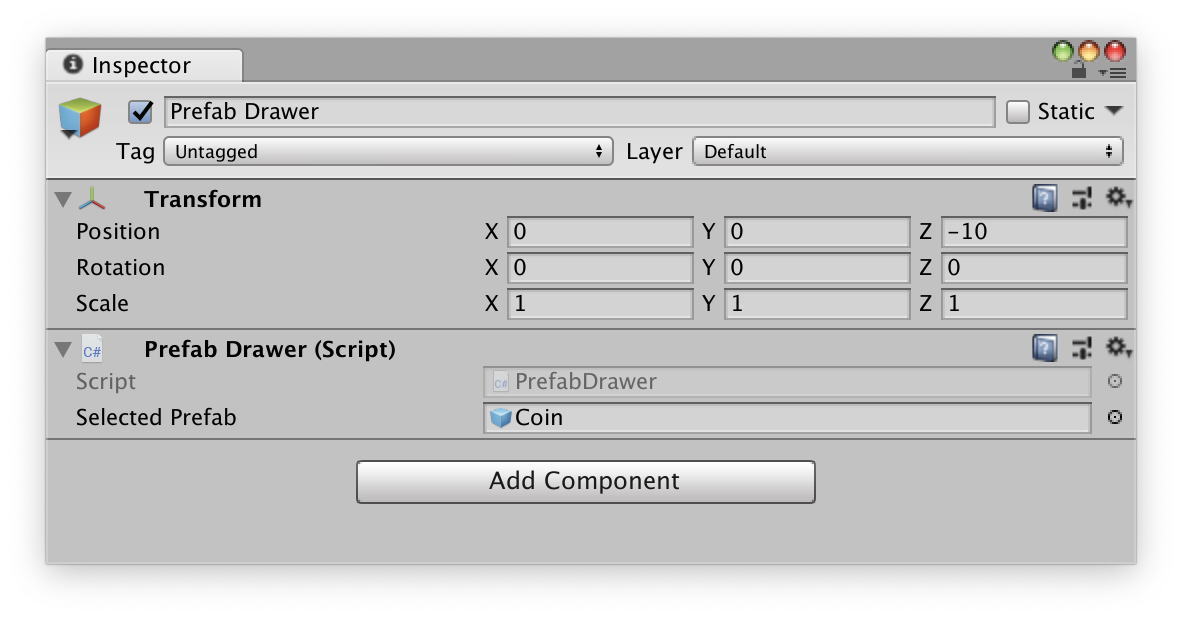 Inspector
Prefab Drawer Static
Tag Untagged Layer Default
Transform
Position X 0 Y 0 Z -10
Rotation X 0 Y 0 Z 0
Scale X 1 Y 1 Z 1
C# Prefab Drawer (Script)
Script C# PrefabDrawer
Selected Prefab Coin
Add Component